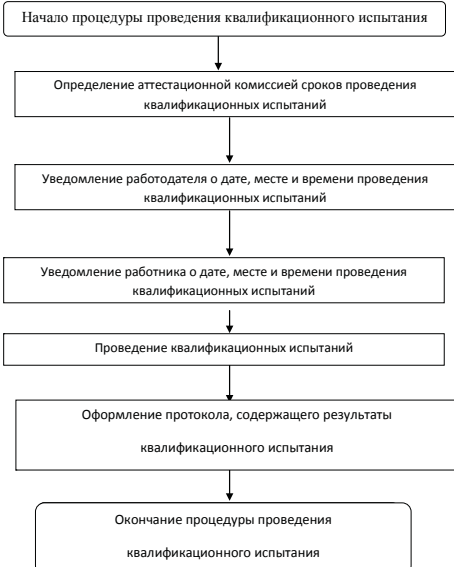 Начало процедуры проведения квалификационного испытания
Определение аттестационной комиссией сроков проведения
квалификационных испытаний
Уведомление работодателя о дате, месте и времени проведения
квалификационных испытаний
Уведомление работника о дате, месте и времени проведения
квалификационных испытаний
Проведение квалификационных испытаний
Оформление протокола, содержащего результаты
квалификационного испытания
Окончание процедуры проведения
квалификационного испытания